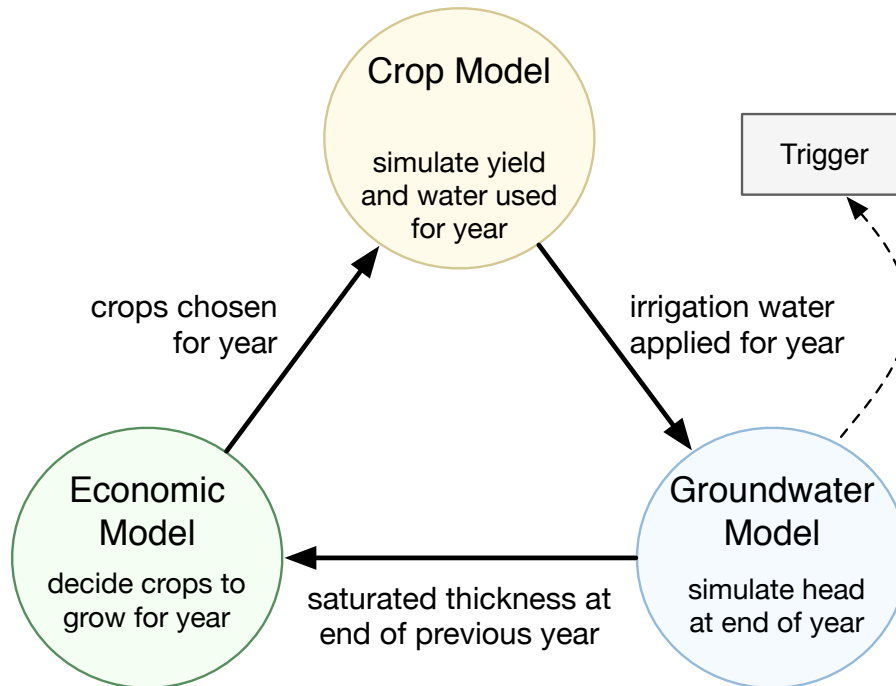 Crop Model
simulate yield
and water used
for year
Trigger
crops chosen
for year
irrigation water
applied for year
Economic
Model
decide crops to
grow for year
saturated thickness at
end of previous year
Groundwater
Model
simulate head
at end of year